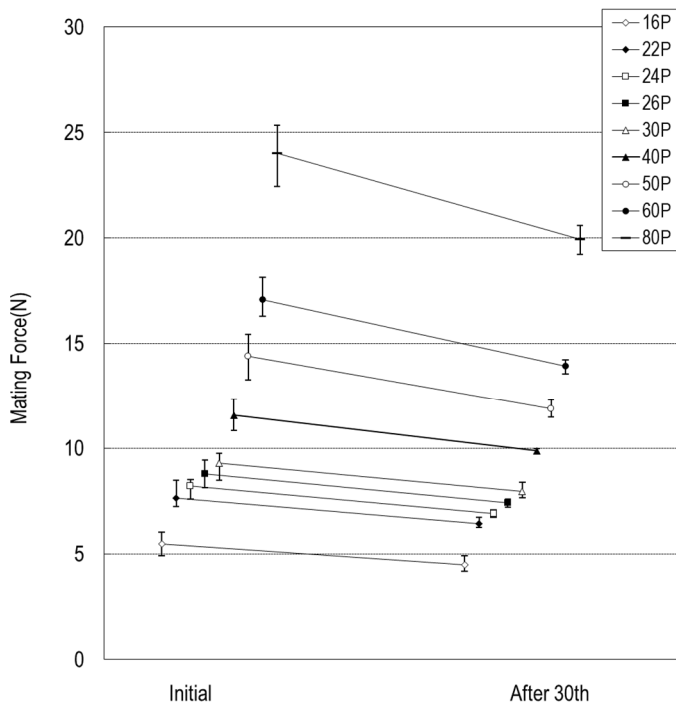 30
25
20
15
10
5
0
Mating Force(N)
Initial
After 30th
16P
22P
24P
26P
30P
40P
50P
60P
80P